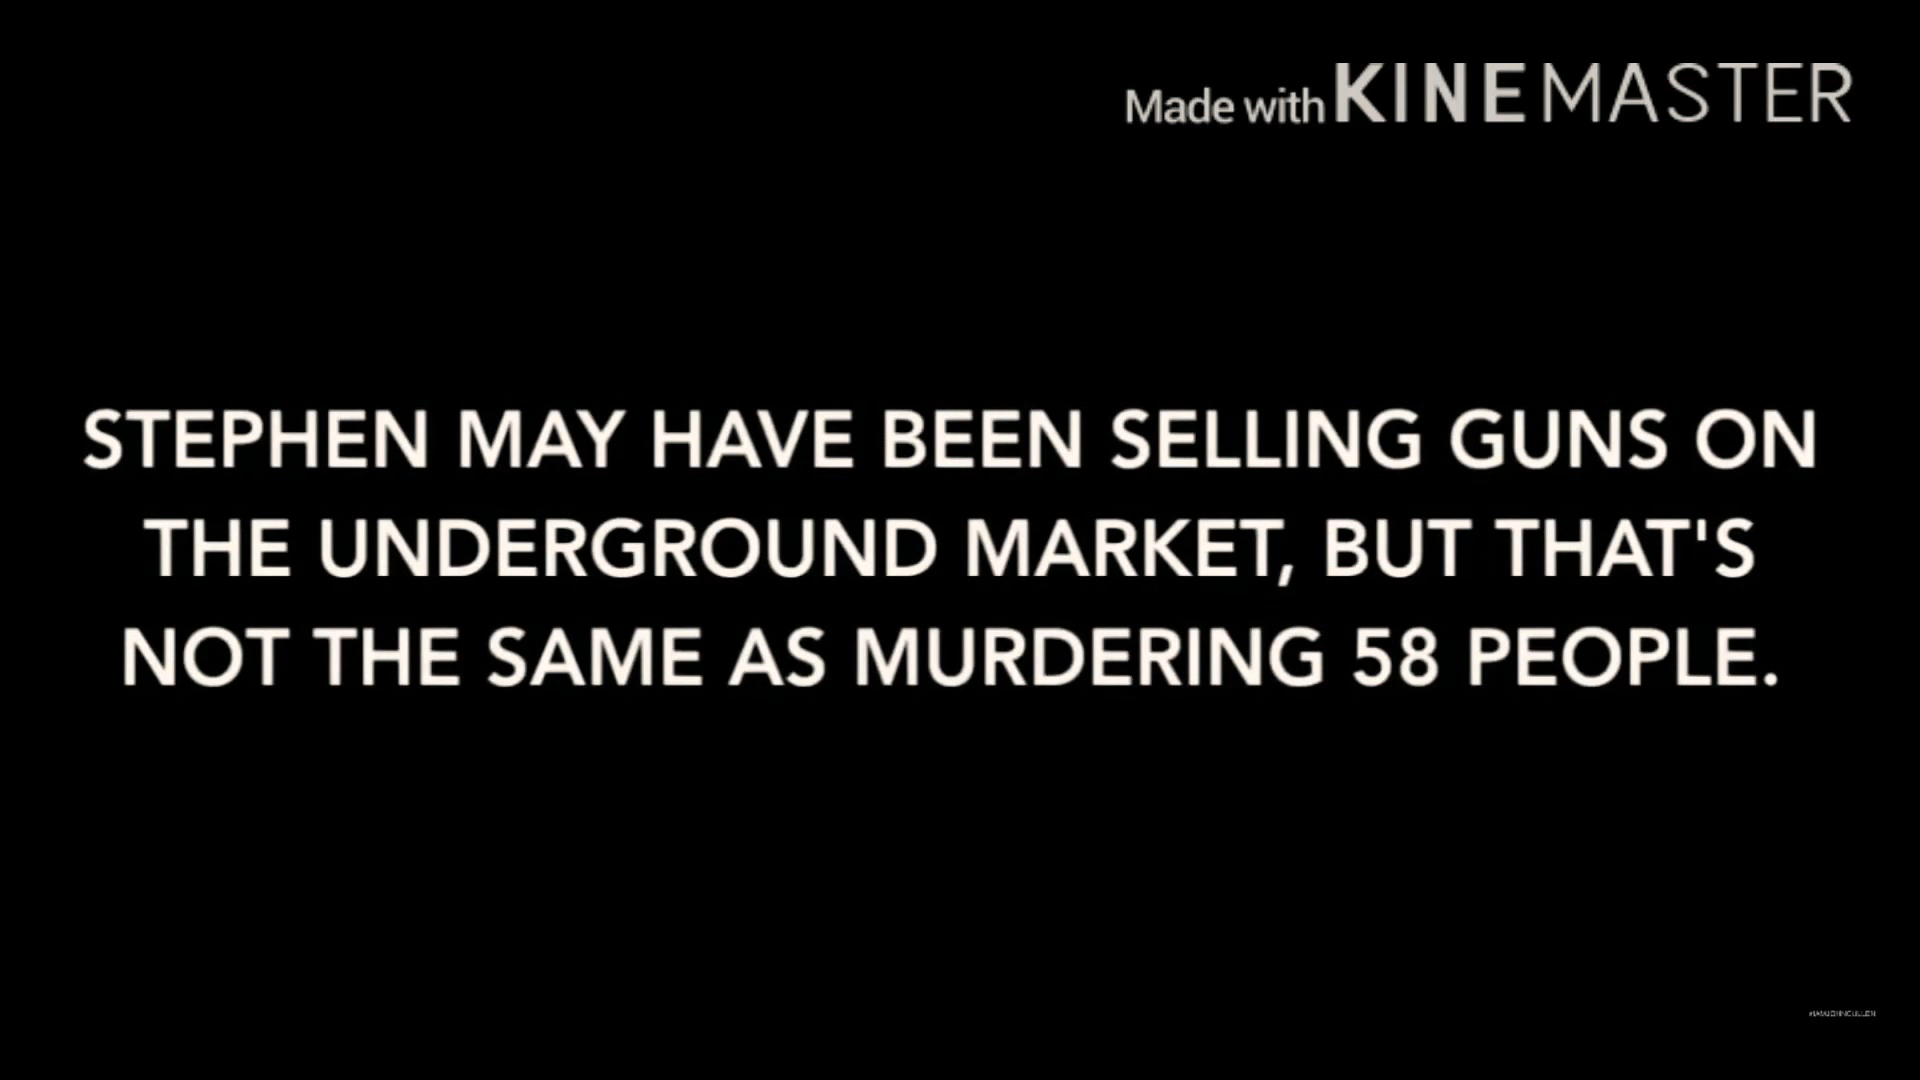 Made with KINEMASTER
STEPHEN MAY HAVE BEEN SELLING GUNS ON
THE UNDERGROUND MARKET, BUT THAT'S
NOT THE SAME AS MURDERING 58 PEOPLE.
#IAMJOHNCULLEN